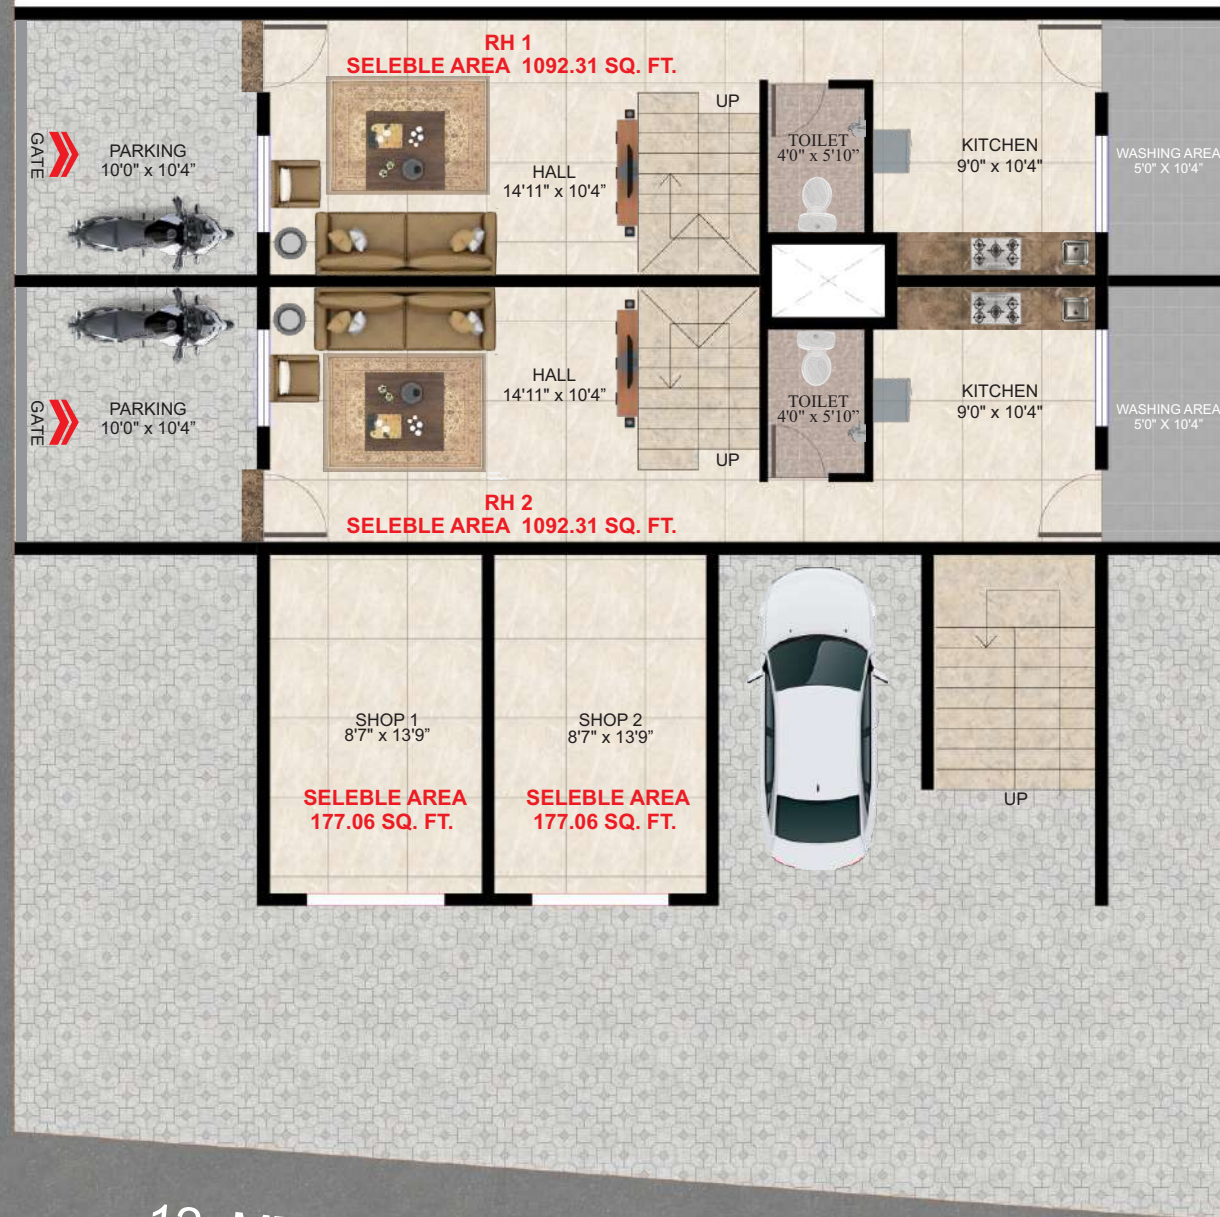 RH 1
SELEBLE AREA 1092.31 SQ. FT.
UP
GATE
PARKING
10'0" x 10'4"
HALL
14'11" x 10'4"
TOILET
4'0" x 5'10"
KITCHEN
9'0" x 10'4"
WASHING AREA
5'0" X 10'4"
GATE
PARKING
10'0" x 10'4"
HALL
14'11" x 10'4"
TOILET
4'0" x 5'10"
KITCHEN
9'0" x 10'4"
WASHING AREA
5'0" X 10'4"
UP
RH 2
SELEBLE AREA 1092.31 SQ. FT.
SHOP 1
8'7" x 13'9"
SELEBLE AREA
177.06 SQ. FT.
SHOP 2
8'7" x 13'9"
SELEBLE AREA
177.06 SQ. FT.
UP